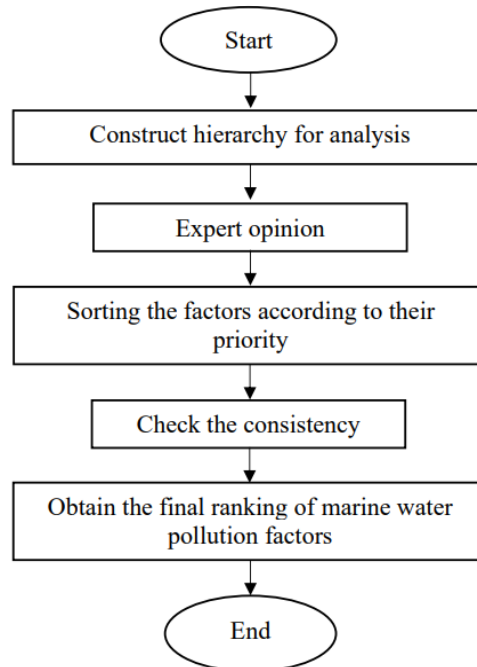 Start
Construct hierarchy for analysis
Expert opinion
Sorting the factors according to their
priority
Check the consistency
Obtain the final ranking of marine water
pollution factors
End